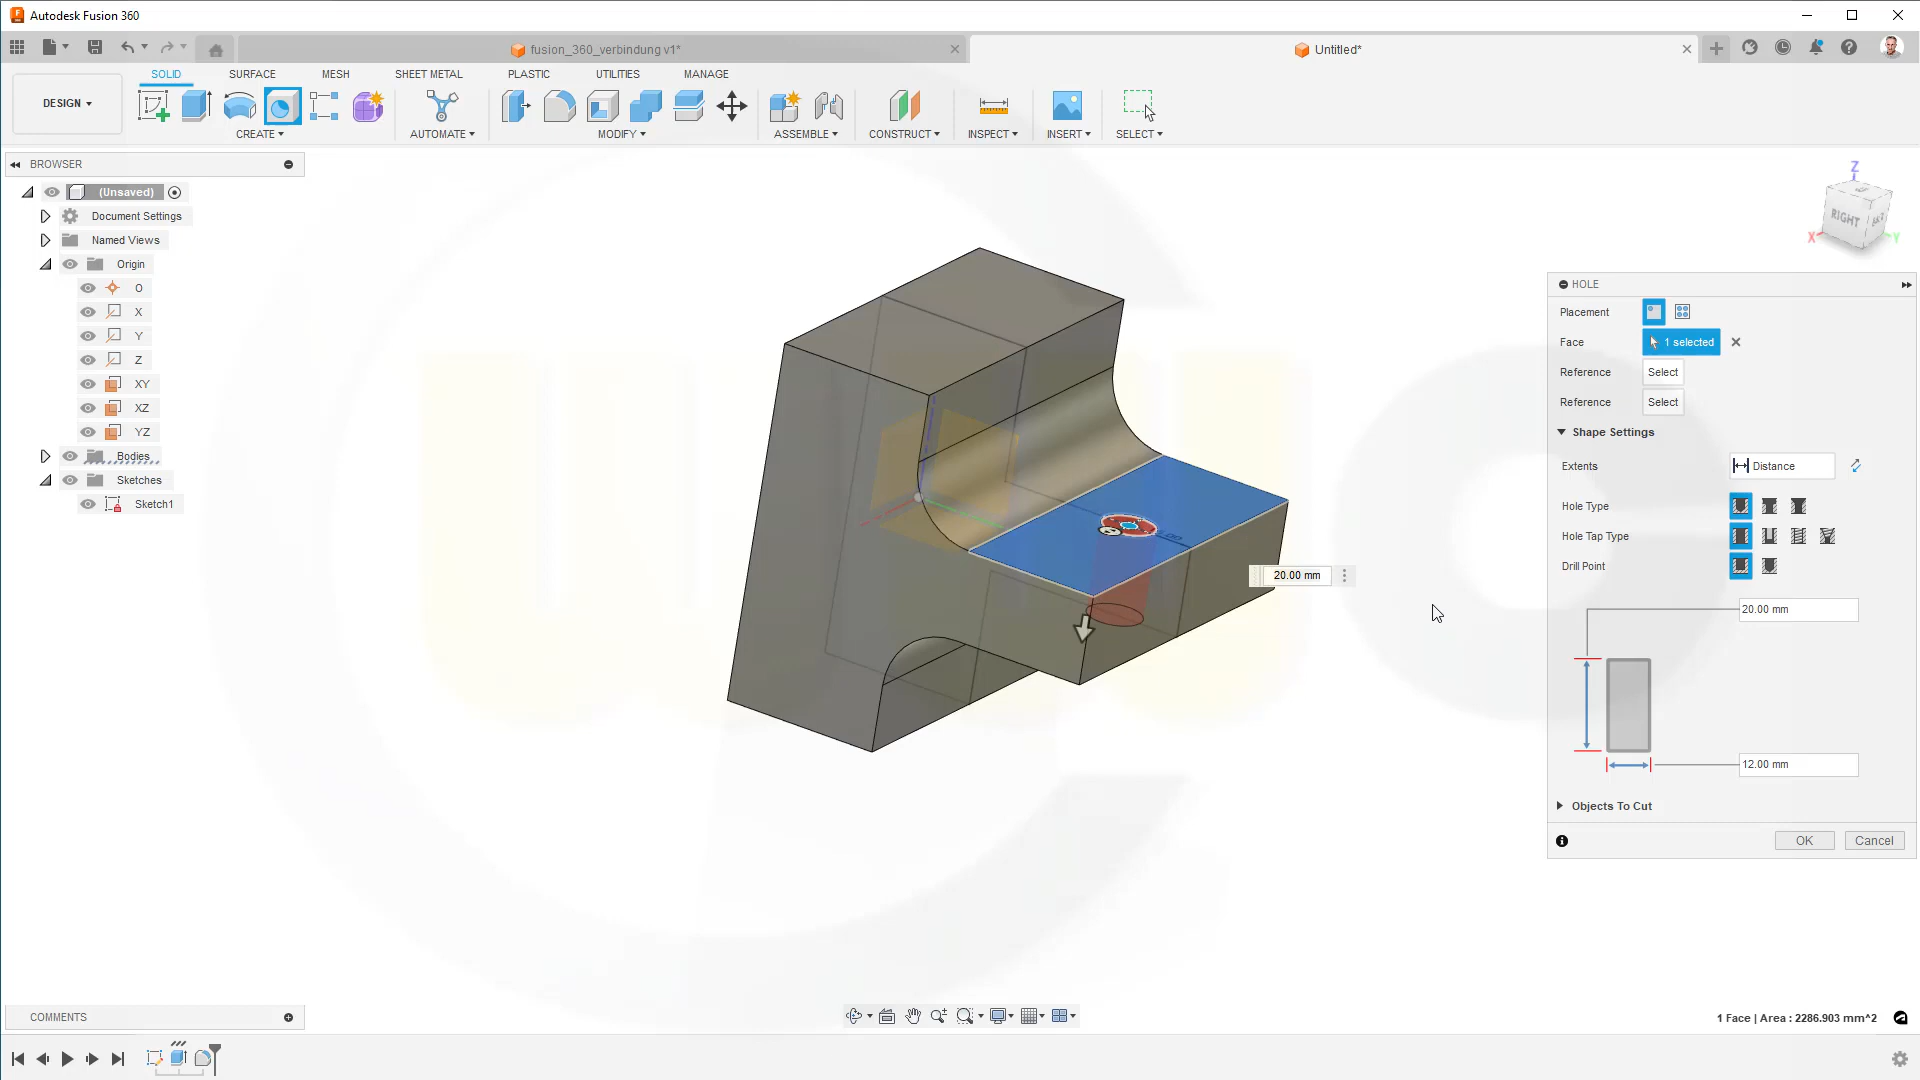 Autodesk Fusion 360
fusion_360_verbindung v1*
Untitled*
DESIGN
SOLID
SURFACE
MESH
SHEET METAL
PLASTIC
UTILITIES
MANAGE
CREATE
AUTOMATE
MODIFY
ASSEMBLE
CONSTRUCT
INSPECT
INSERT
SELECT
BROWSER
(Unsaved)
Document Settings
Named Views
Origin
O
X
Y
Z
XY
XZ
YZ
Bodies
Sketches
Sketch1
Z
RIGHT
X
Y
20.00 mm
HOLE
Placement
Face
1 selected
Reference
Select
Reference
Select
Shape Settings
Extents
Distance
Hole Type
Hole Tap Type
Drill Point
20.00 mm
12.00 mm
Objects To Cut
OK
Cancel
COMMENTS
1 Face | Area : 2286.903 mm^2